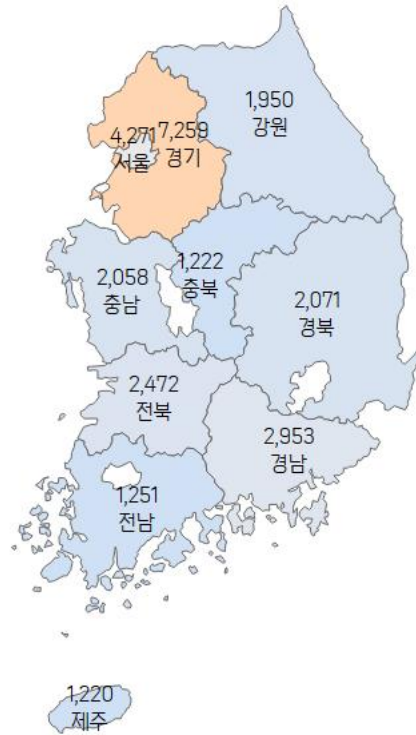 1,950
강원
4,271
서울
7,259
경기
1,222
충북
2,058
충남
2,071
경북
2,472
전북
2,953
경남
1,251
전남
1,220
제주